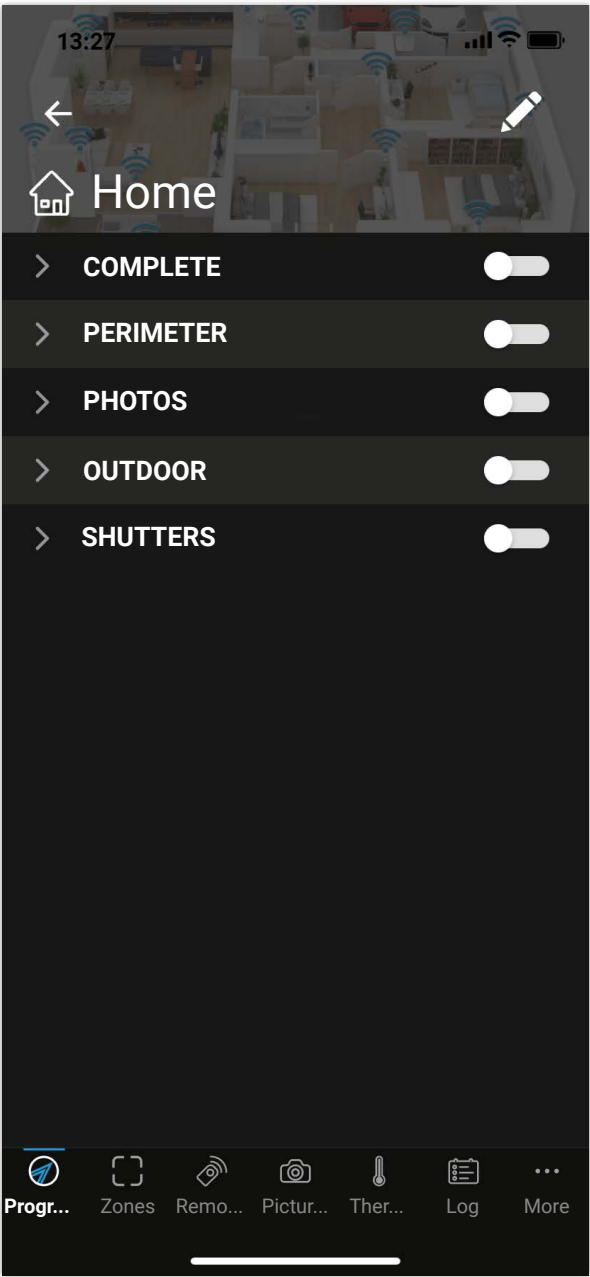 13:27
Home
COMPLETE
PERIMETER
PHOTOS
OUTDOOR
SHUTTERS
Progr... Zones Remo... Pictur... Ther... Log More